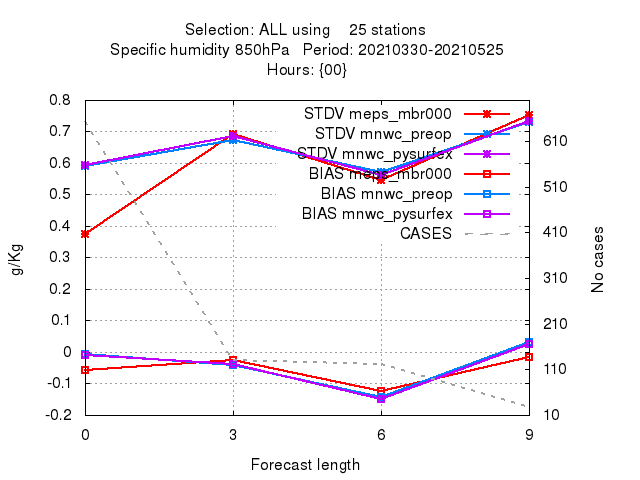 Selection: ALL using 25 stations
Specific humidity 850hPa Period: 20210330-20210525
Hours: {00}
STDV meps_mbr000
STDV mnwc_preop
STDV mnwc_pysurfex
BIAS meps_mbr000
BIAS mnwc_preop
BIAS mnwc_pysurfex
CASES
0.8
0.7
0.6
0.5
0.4
0.3
0.2
0.1
0
-0.1
-0.2
g/Kg
610
510
410
310
210
110
10
No cases
0 3 6 9
Forecast length